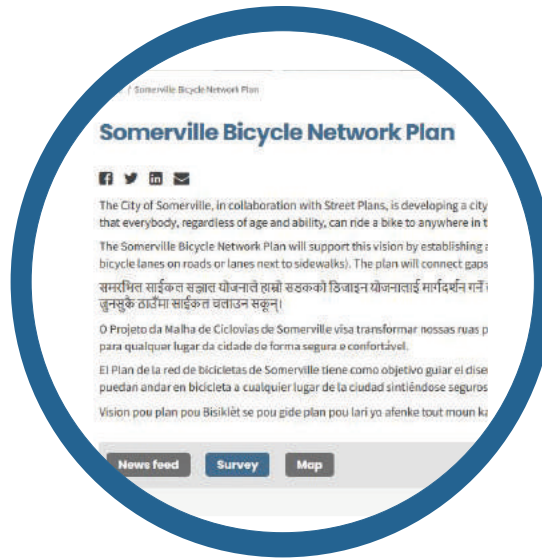 / Somerville Bicycle Network Plan
Somerville Bicycle Network Plan
The City of Somerville, in collaboration with Street Plans, is developing a city
that everybody, regardless of age and ability, can ride a bike to anywhere in t
The Somerville Bicycle Network Plan will support this vision by establishing a
bicycle lanes on roads or lanes next to sidewalks). The plan will connect gaps
समरभिल साईकल सञ्जाल योजनाले हाम्रो सडकको डिजाइन योजनालाई मार्गदर्शन गर्ने
जुनसुकै ठाउँमा साईकल चलाउन सकून्।
O Projeto da Malha de Ciclovias de Somerville visa transformar nossas ruas p
para qualquer lugar da cidade de forma segura e confortável.
El Plan de la red de bicicletas de Somerville tiene como objetivo guiar el dise
puedan andar en bicicleta a cualquier lugar de la ciudad sintiéndose seguros
Vision pou plan pou Bisiklèt se pou gide plan pou lari yo afenke tout moun ka
News feed Survey Map